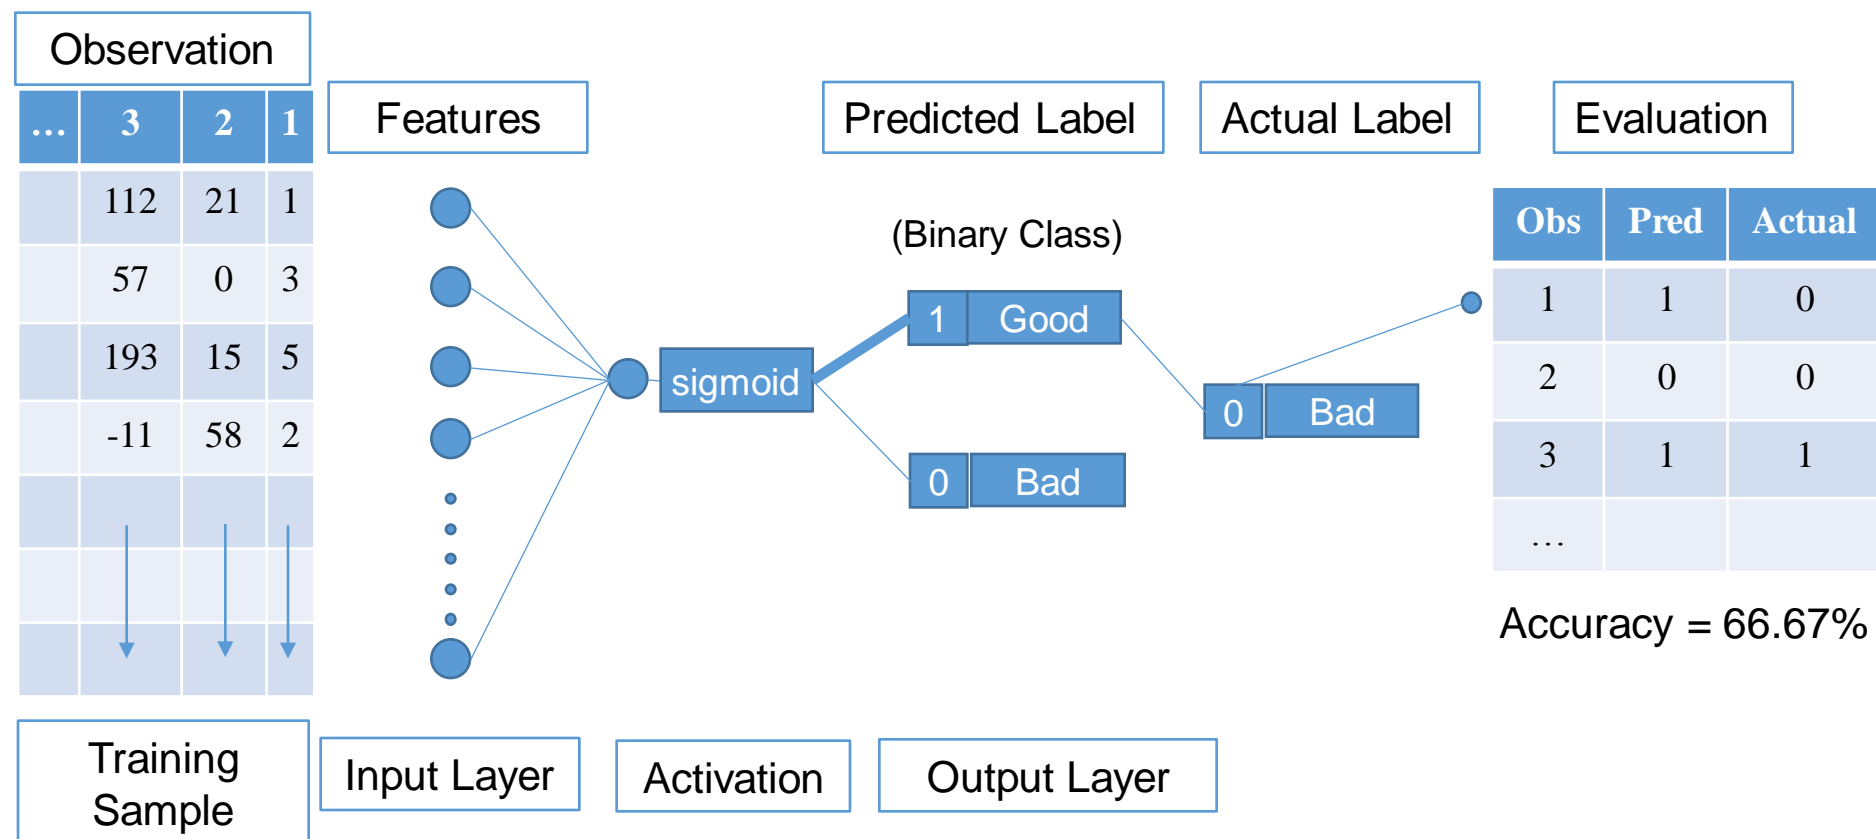 Observation
… 3 2 1
112 21 1
57 0 3
193 15 5
-11 58 2
Training
Sample
Features
Input Layer
sigmoid
Activation
Predicted Label
(Binary Class)
1 Good
0 Bad
Output Layer
Actual Label
0 Bad
Evaluation
Obs Pred Actual
1 1 0
2 0 0
3 1 1
…
Accuracy = 66.67%